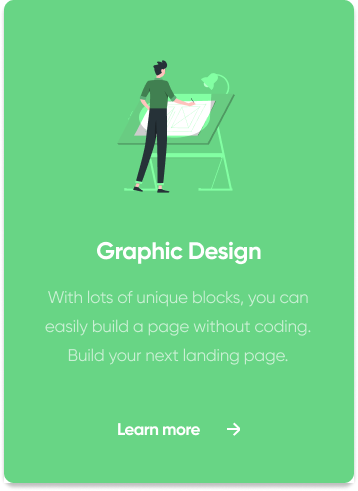 Graphic Design
With lots of unique blocks, you can
easily build a page without coding.
Build your next landing page.
Learn more